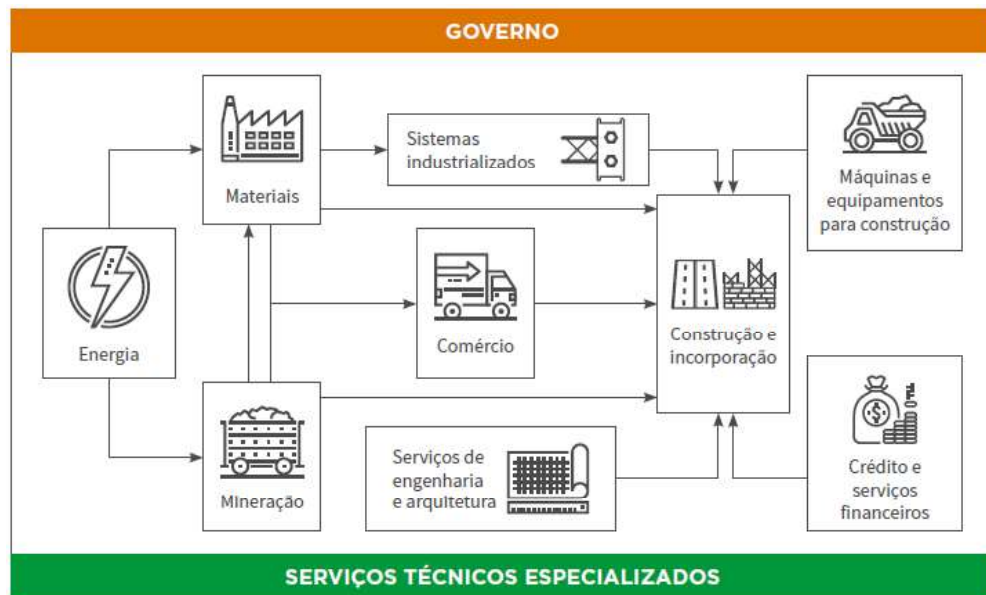 GOVERNO
Materiais
Sistemas
industrializados
Máquinas e
equipamentos
para construção
Energia
Comércio
Construção e
incorporação
Mineração
Serviços de
engenharia
e arquitetura
Crédito e
serviços
financeiros
SERVIÇOS TÉCNICOS ESPECIALIZADOS